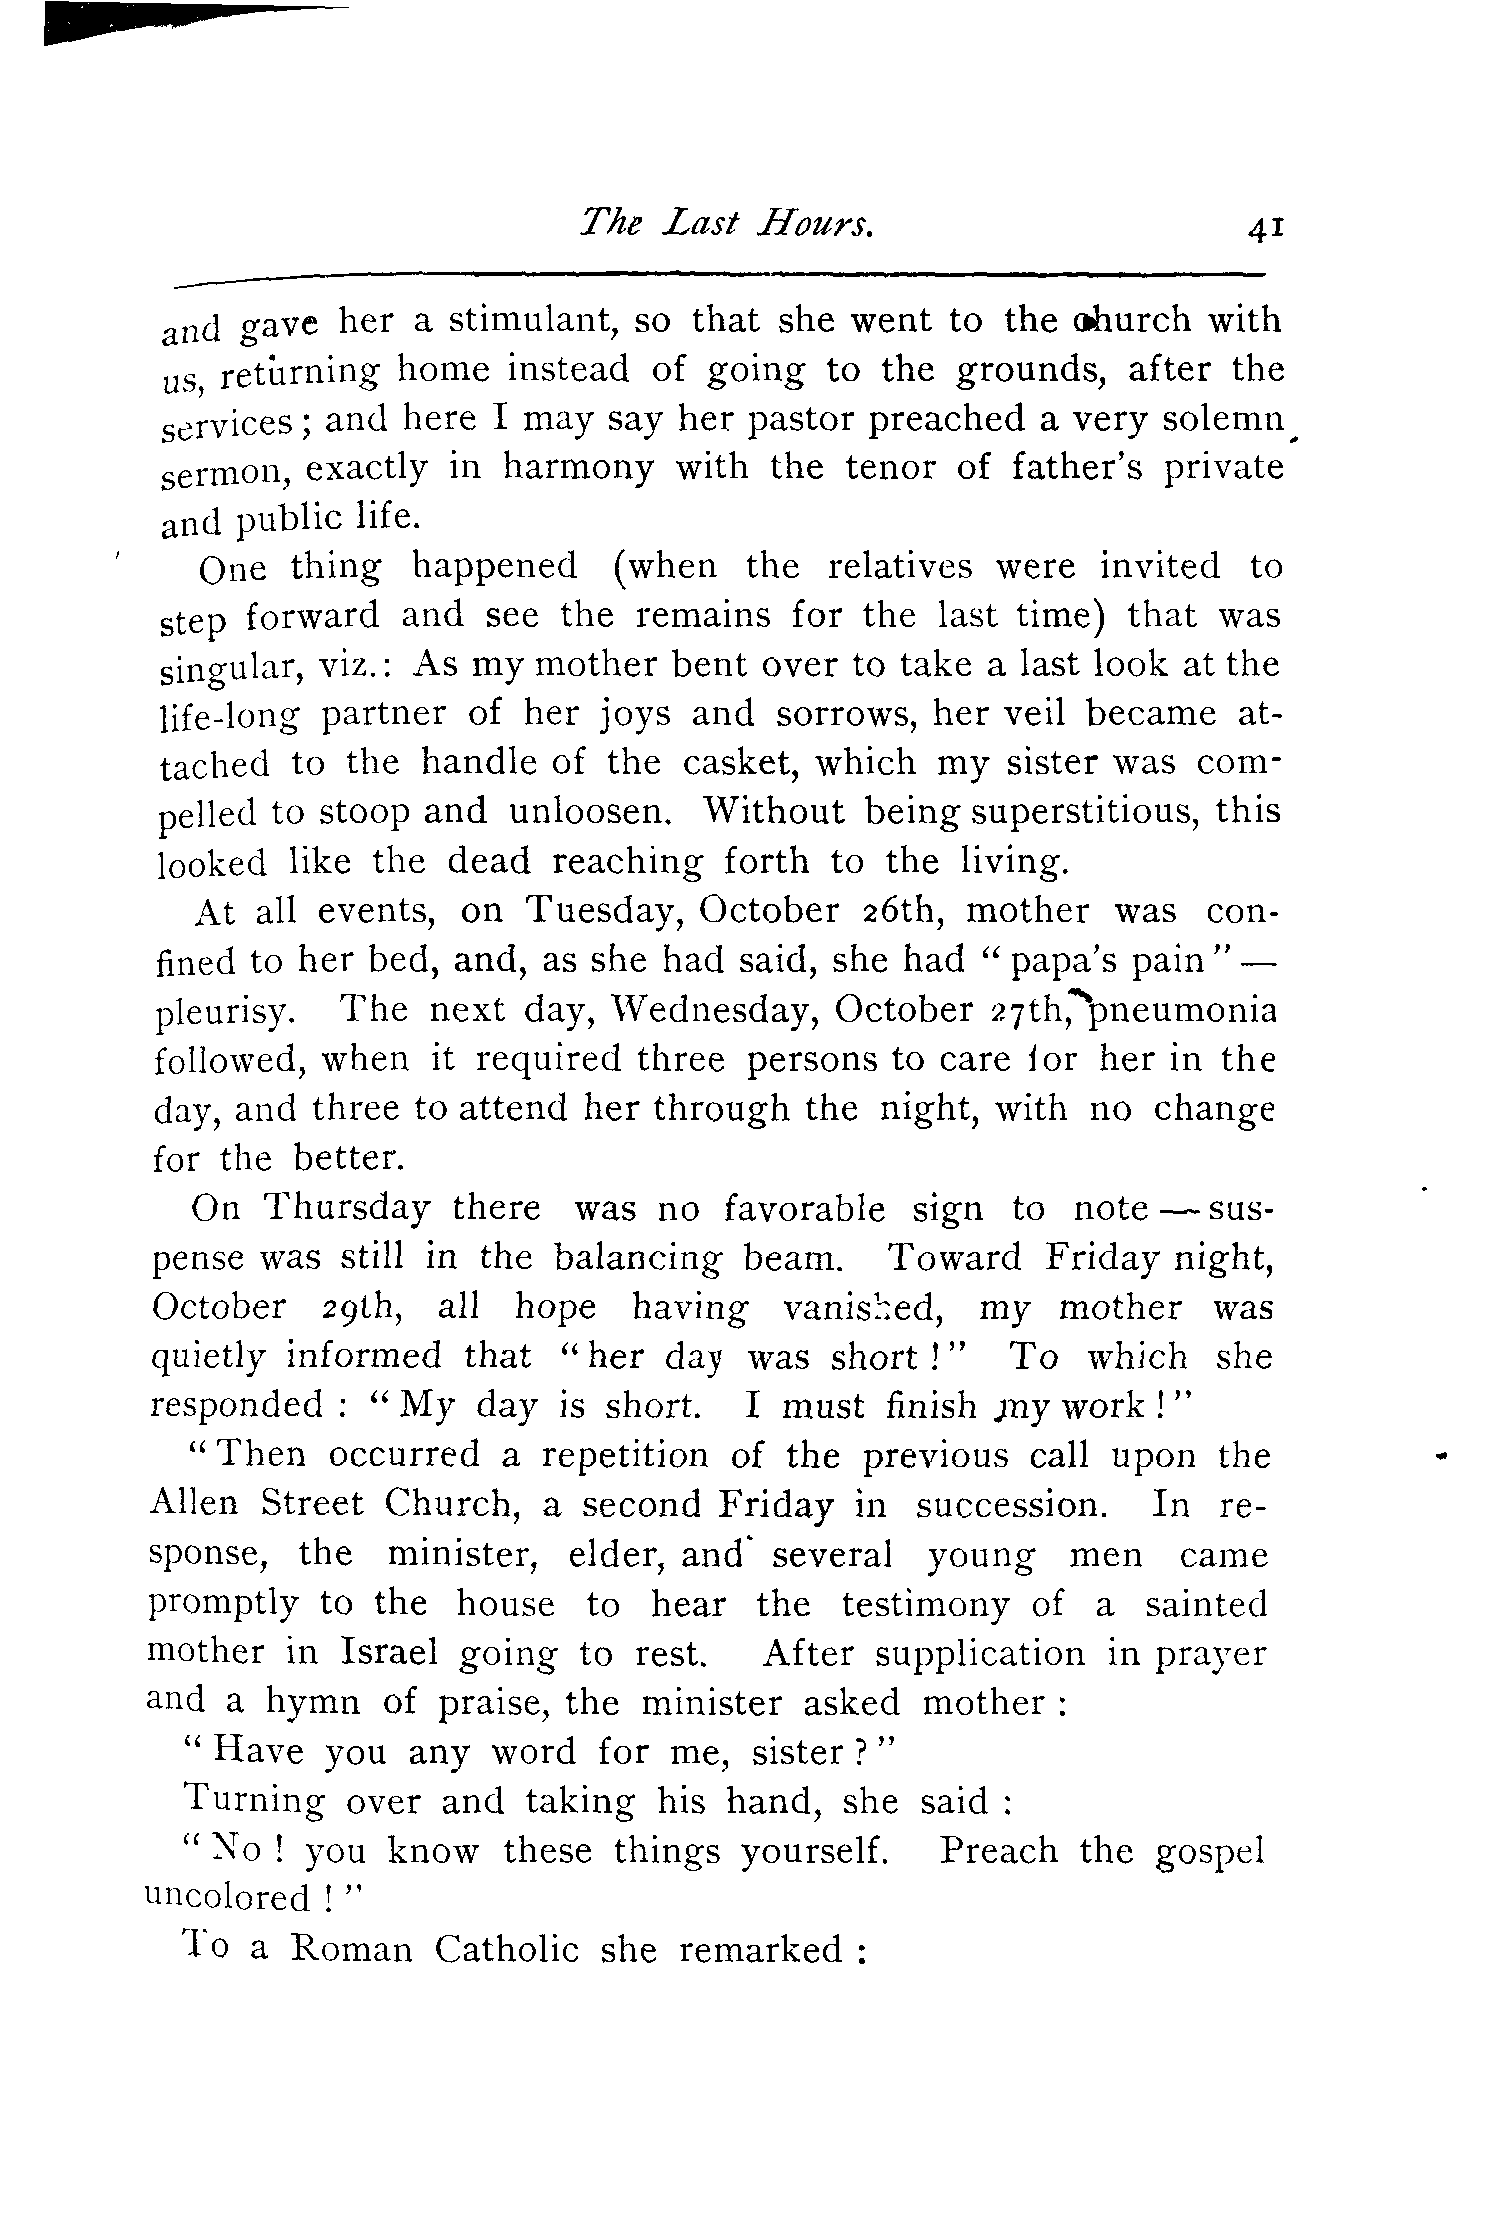 The Last Hours. 41
and gave her a stimulant, so that she went to the church with
us, returning home instead of going to the grounds, after the
services ; and here I may say her pastor preached a very solemn
sermon, exactly in harmony with the tenor of father's private
and public life.
One thing happened (when the relatives were invited to
step forward and see the remains for the last time) that was
singular, viz.: As my mother bent over to take a last look at the
life-long partner of her joys and sorrows, her veil became at-
tached to the handle of the casket, which my sister was com-
pelled to stoop and unloosen. Without being superstitious, this
looked like the dead reaching forth to the living.
At all events, on Tuesday, October 26th, mother was con-
fined to her bed, and, as she had said, she had " papa's pain " —
pleurisy. The next day, Wednesday, October 27th, pneumonia
followed, when it required three persons to care for her in the
day, and three to attend her through the night, with no change
for the better.
On Thursday there was no favorable sign to note — sus-
pense was still in the balancing beam. Toward Friday night,
October 29th, all hope having vanished, my mother was
quietly informed that " her day was short ! " To which she
responded : " My day is short. I must finish my work ! "
" Then occurred a repetition of the previous call upon the
Allen Street Church, a second Friday in succession. In re-
sponse, the minister, elder, and several young men came
promptly to the house to hear the testimony of a sainted
mother in Israel going to rest. After supplication in prayer
and a hymn of praise, the minister asked mother :
" Have you any word for me, sister ? "
Turning over and taking his hand, she said :
" No ! you know these things yourself. Preach the gospel
uncolored ! "
To a Roman Catholic she remarked :